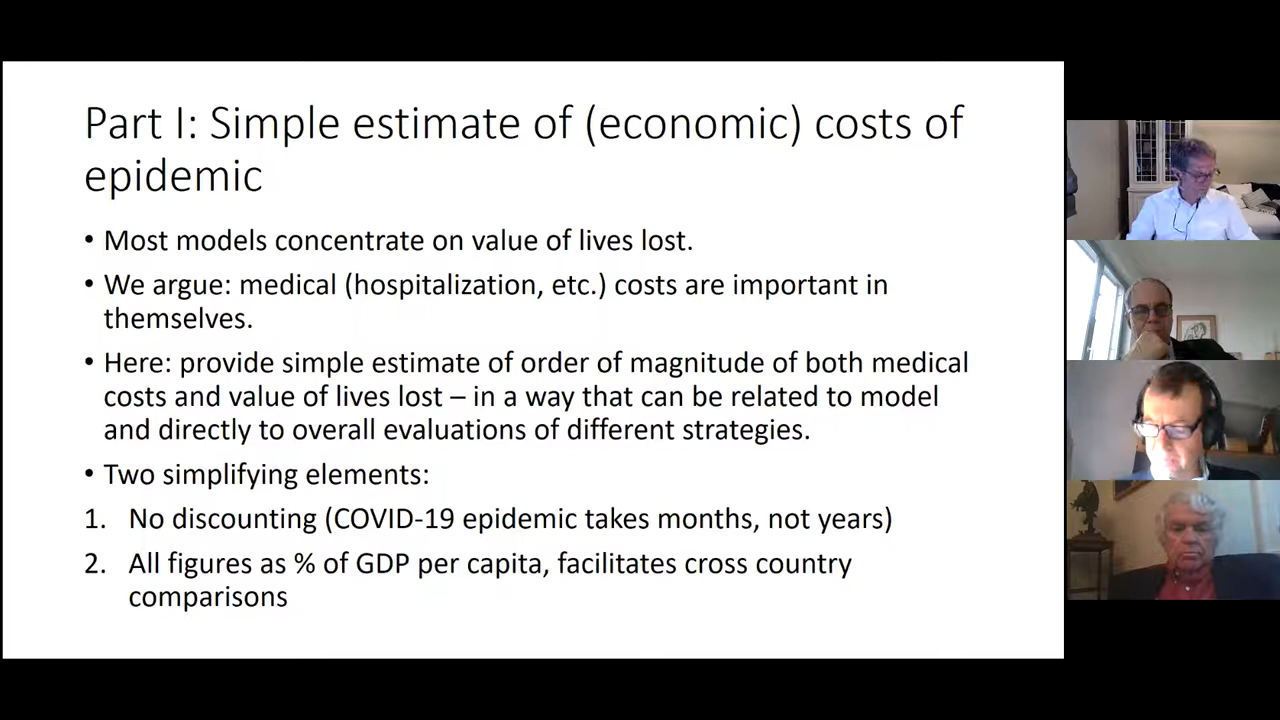 Part I: Simple estimate of (economic) costs of
epidemic
• Most models concentrate on value of lives lost.
• We argue: medical (hospitalization, etc.) costs are important in
themselves.
• Here: provide simple estimate of order of magnitude of both medical
costs and value of lives lost – in a way that can be related to model
and directly to overall evaluations of different strategies.
• Two simplifying elements:
1. No discounting (COVID-19 epidemic takes months, not years)
2. All figures as % of GDP per capita, facilitates cross country
comparisons